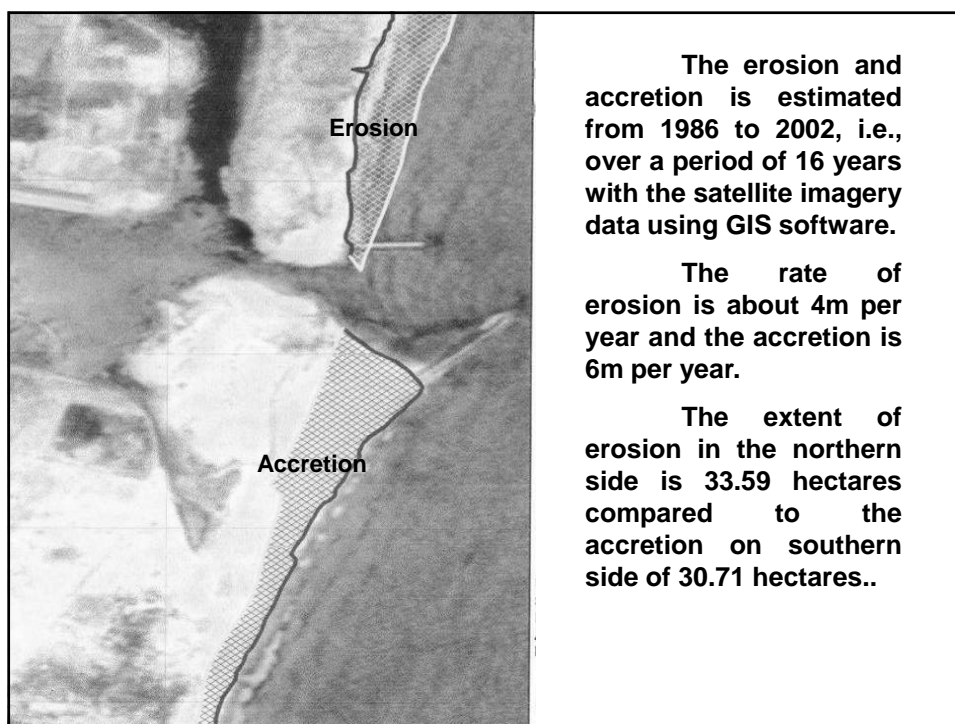 Erosion
Accretion
The erosion and
accretion is estimated
from 1986 to 2002, i.e.,
over a period of 16 years
with the satellite imagery
data using GIS software.
The rate of
erosion is about 4m per
year and the accretion is
6m per year.
The extent of
erosion in the northern
side is 33.59 hectares
compared to the
accretion on southern
side of 30.71 hectares..